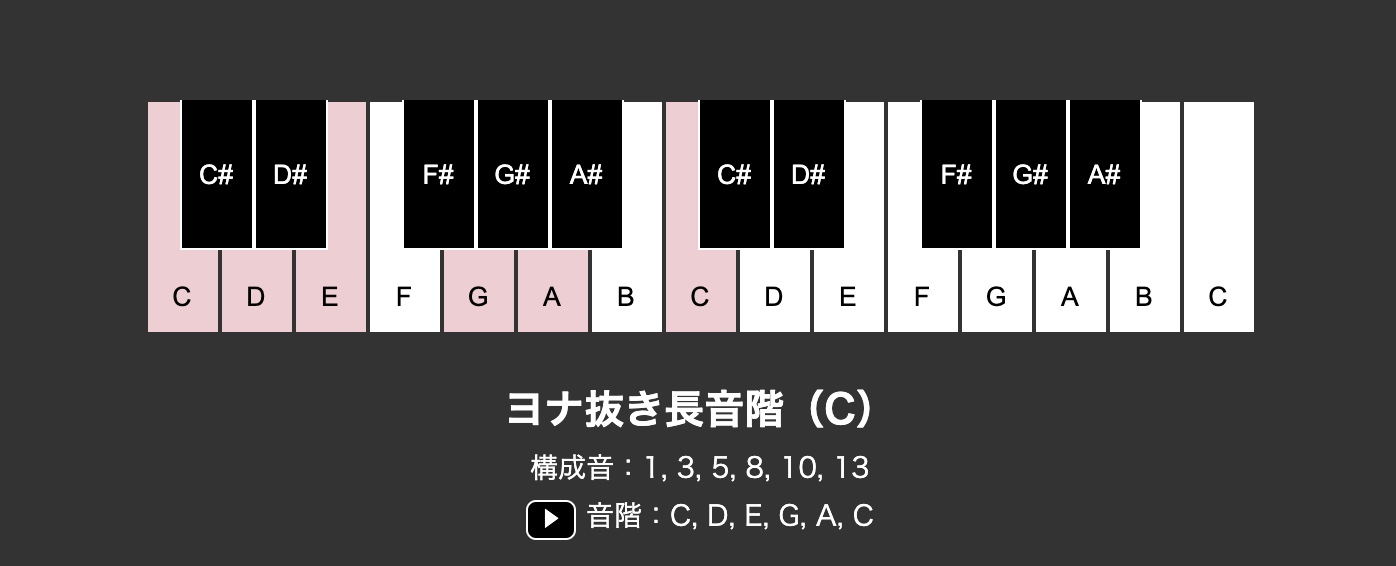 C# D# F# G# A# C# D# F# G# A#
C D E F G A B C D E F G A B C
ヨナ抜き長音階（C）
構成音：1, 3, 5, 8, 10, 13
音階：C, D, E, G, A, C